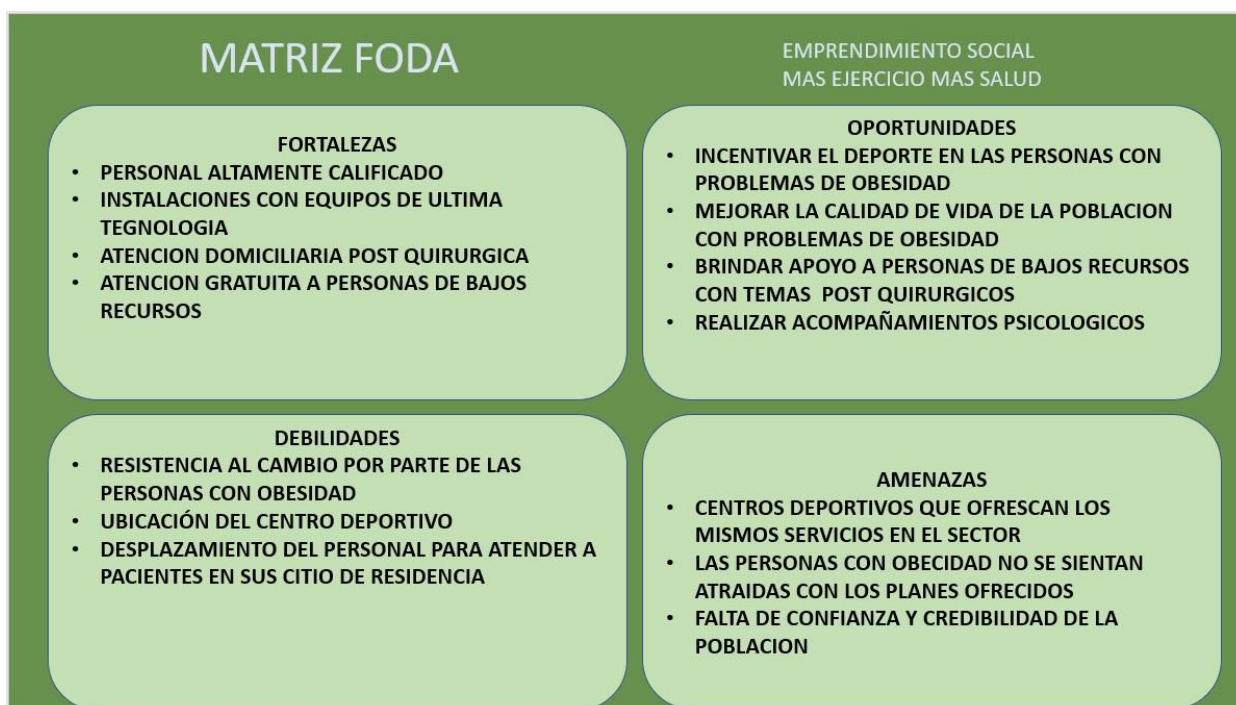 MATRIZ FODA
EMPRENDIMIENTO SOCIAL
MAS EJERCICIO MAS SALUD
FORTALEZAS
• PERSONAL ALTAMENTE CALIFICADO
• INSTALACIONES CON EQUIPOS DE ULTIMA
TEGNOLOGIA
• ATENCION DOMICILIARIA POST QUIRURGICA
• ATENCION GRATUITA A PERSONAS DE BAJOS
RECURSOS
OPORTUNIDADES
• INCENTIVAR EL DEPORTE EN LAS PERSONAS CON
PROBLEMAS DE OBESIDAD
• MEJORAR LA CALIDAD DE VIDA DE LA POBLACION
CON PROBLEMAS DE OBESIDAD
• BRINDAR APOYO A PERSONAS DE BAJOS RECURSOS
CON TEMAS POST QUIRURGICOS
• REALIZAR ACOMPAÑAMIENTOS PSICOLOGICOS
DEBILIDADES
• RESISTENCIA AL CAMBIO POR PARTE DE LAS
PERSONAS CON OBESIDAD
• UBICACIÓN DEL CENTRO DEPORTIVO
• DESPLAZAMIENTO DEL PERSONAL PARA ATENDER A
PACIENTES EN SUS CITIO DE RESIDENCIA
AMENAZAS
• CENTROS DEPORTIVOS QUE OFRESCAN LOS
MISMOS SERVICIOS EN EL SECTOR
• LAS PERSONAS CON OBECIDAD NO SE SIENTAN
ATRAIDAS CON LOS PLANES OFRECIDOS
• FALTA DE CONFIANZA Y CREDIBILIDAD DE LA
POBLACION